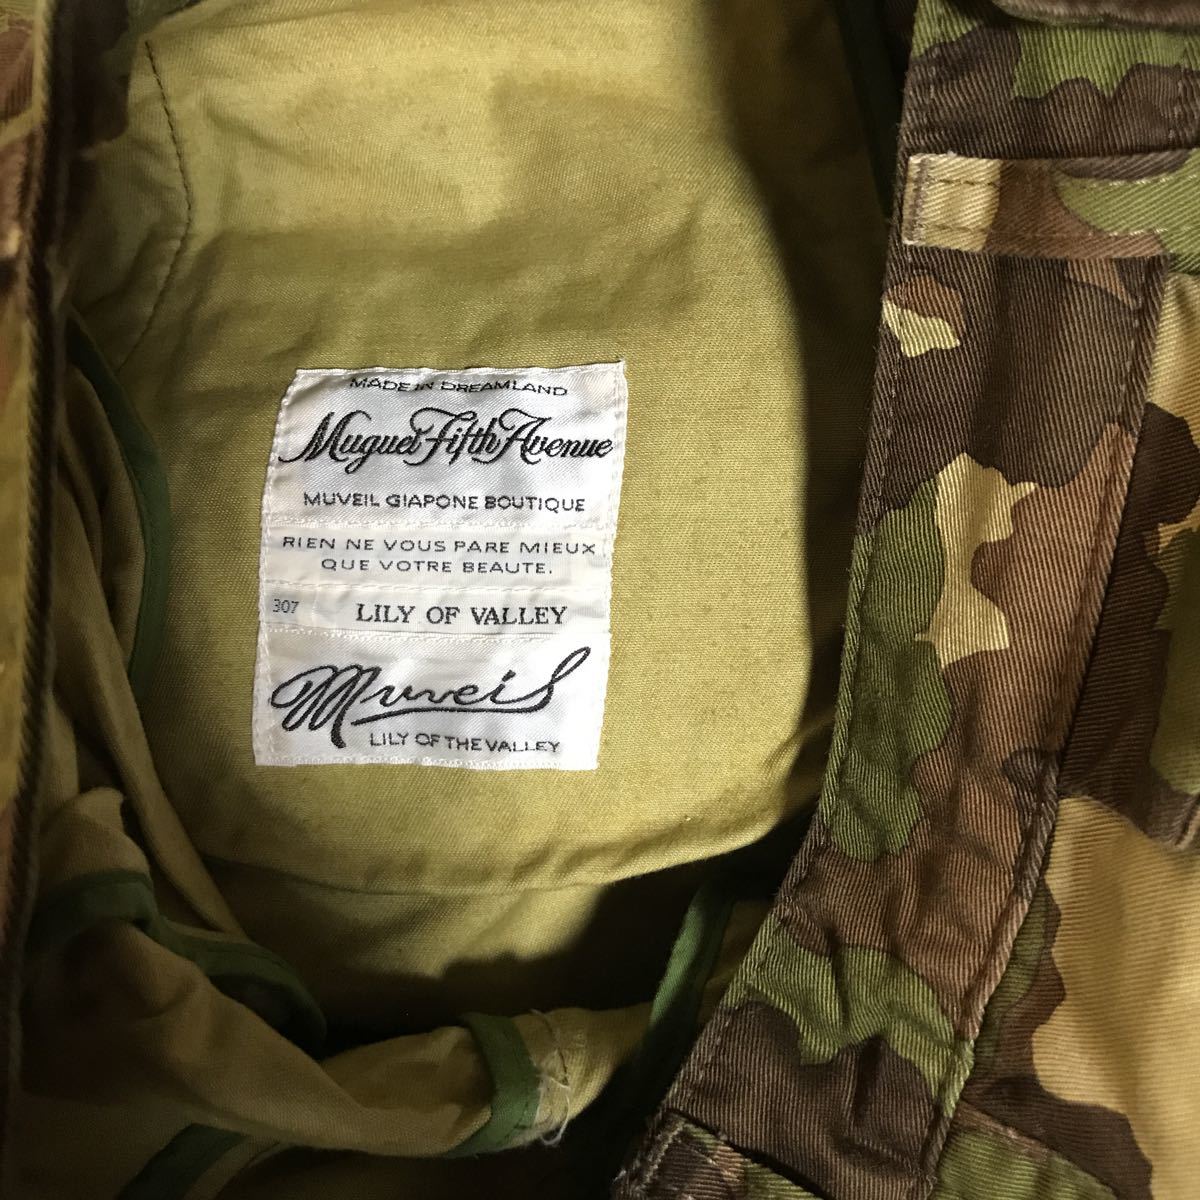 MADE IN DREAMLAND
Muguet Fifth Avenue
MUVEIL GIAPONE BOUTIQUE
RIEN NE VOUS PARE MIEUX
QUE VOTRE BEAUTE.
307 LILY OF VALLEY
Muveil
LILY OF THE VALLEY